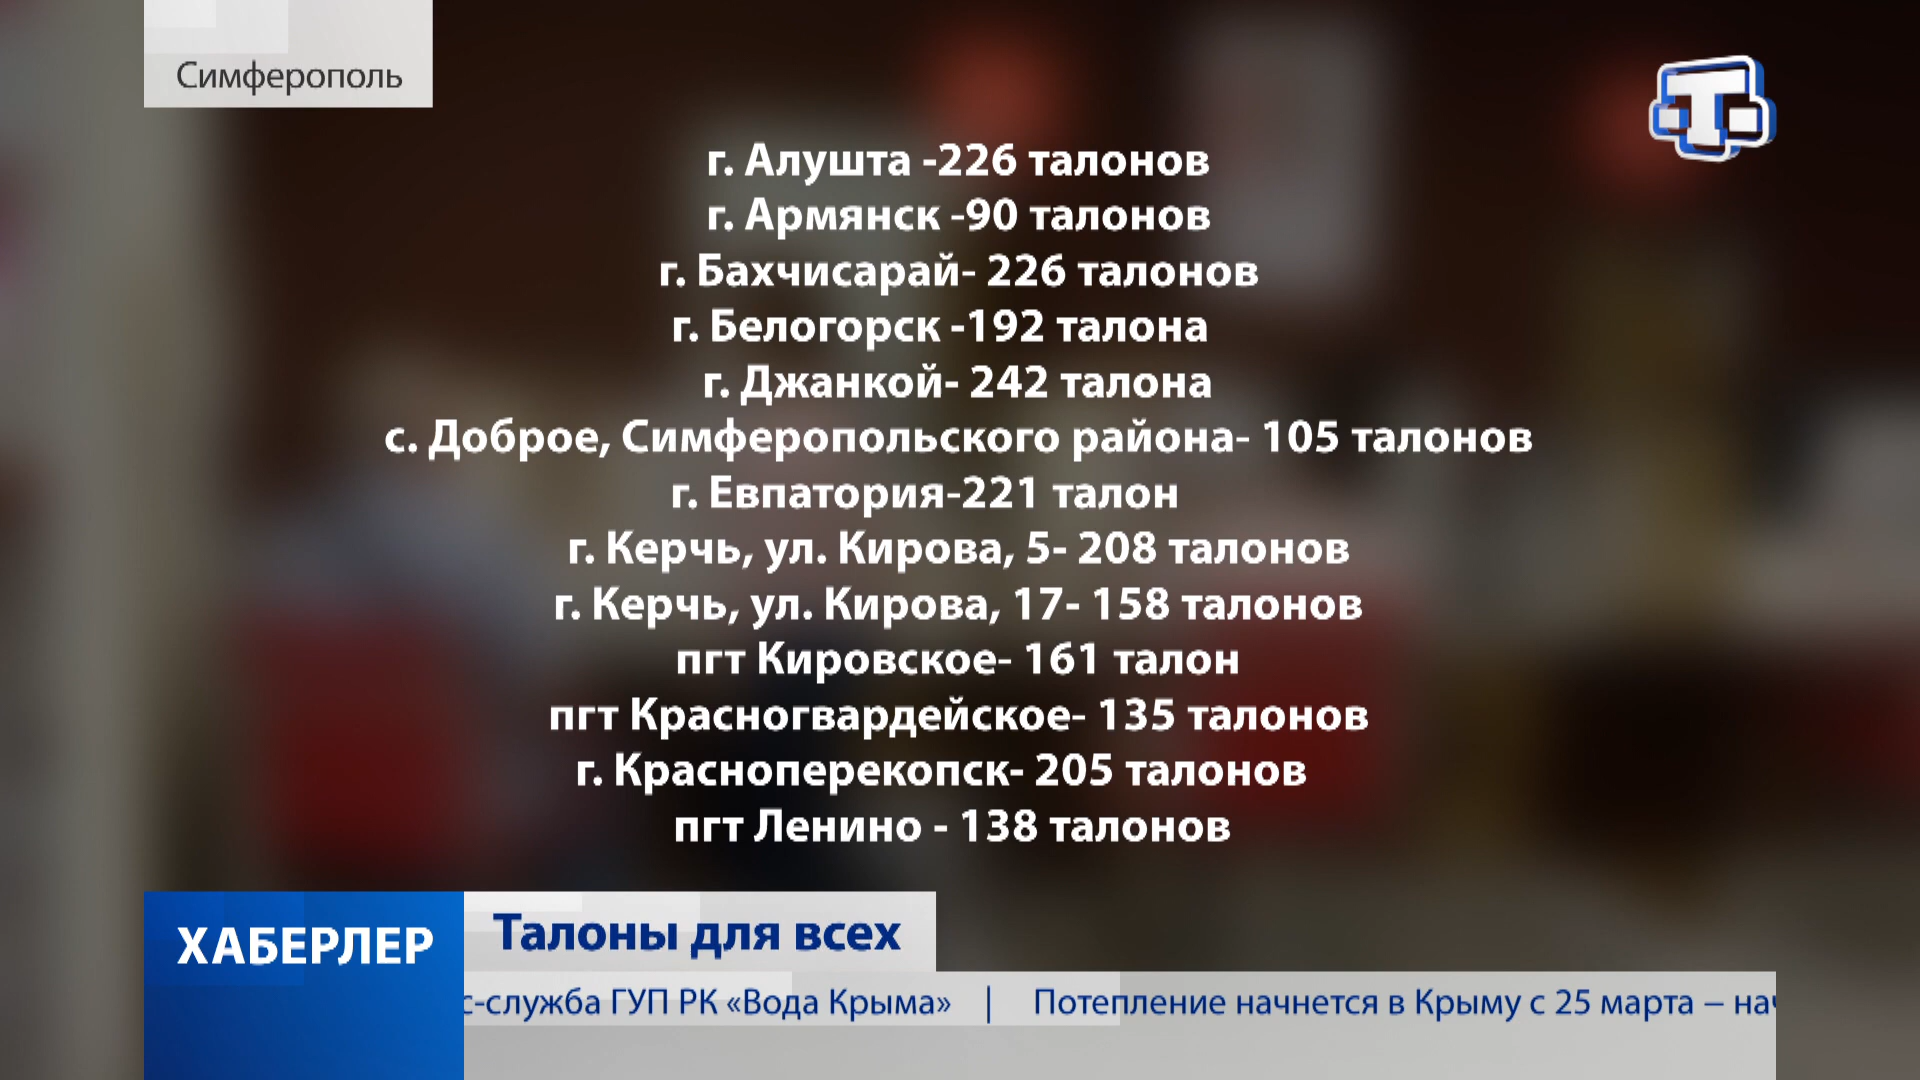 Симферополь
Т
г. Алушта -226 талонов
г. Армянск -90 талонов
г. Бахчисарай- 226 талонов
г. Белогорск -192 талона
г. Джанкой- 242 талона
с. Доброе, Симферопольского района- 105 талонов
г. Евпатория-221 талон
г. Керчь, ул. Кирова, 5- 208 талонов
г. Керчь, ул. Кирова, 17- 158 талонов
пгт Кировское- 161 талон
пгт Красногвардейское- 135 талонов
г. Красноперекопск- 205 талонов
пгт Ленино - 138 талонов
ХАБЕРЛЕР
Талоны для всех
с-служба ГУП РК «Вода Крыма» | Потепление начнется в Крыму с 25 марта – нач